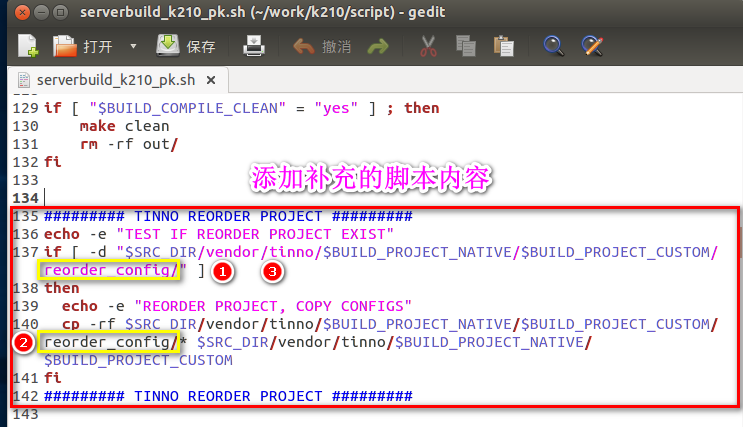 serverbuild_k210_pk.sh (~/work/k210/script) - gedit
打开
保存
撤消
serverbuild_k210_pk.sh ×
129 if [ "$BUILD_COMPILE_CLEAN" = "yes" ] ; then
130     make clean
131     rm -rf out/
132 fi
133
134
添加补充的脚本内容
135 ######### TINNO REORDER PROJECT #########
136 echo -e "TEST IF REORDER PROJECT EXIST"
137 if [ -d "$SRC_DIR/vendor/tinno/$BUILD_PROJECT_NATIVE/$BUILD_PROJECT_CUSTOM/
reorder_config/" ] 1 3
138 then
139   echo -e "REORDER PROJECT, COPY CONFIGS"
140   cp -rf $SRC_DIR/vendor/tinno/$BUILD_PROJECT_NATIVE/$BUILD_PROJECT_CUSTOM/
2 reorder_config/* $SRC_DIR/vendor/tinno/$BUILD_PROJECT_NATIVE/
$BUILD_PROJECT_CUSTOM
141 fi
142 ######### TINNO REORDER PROJECT #########
143